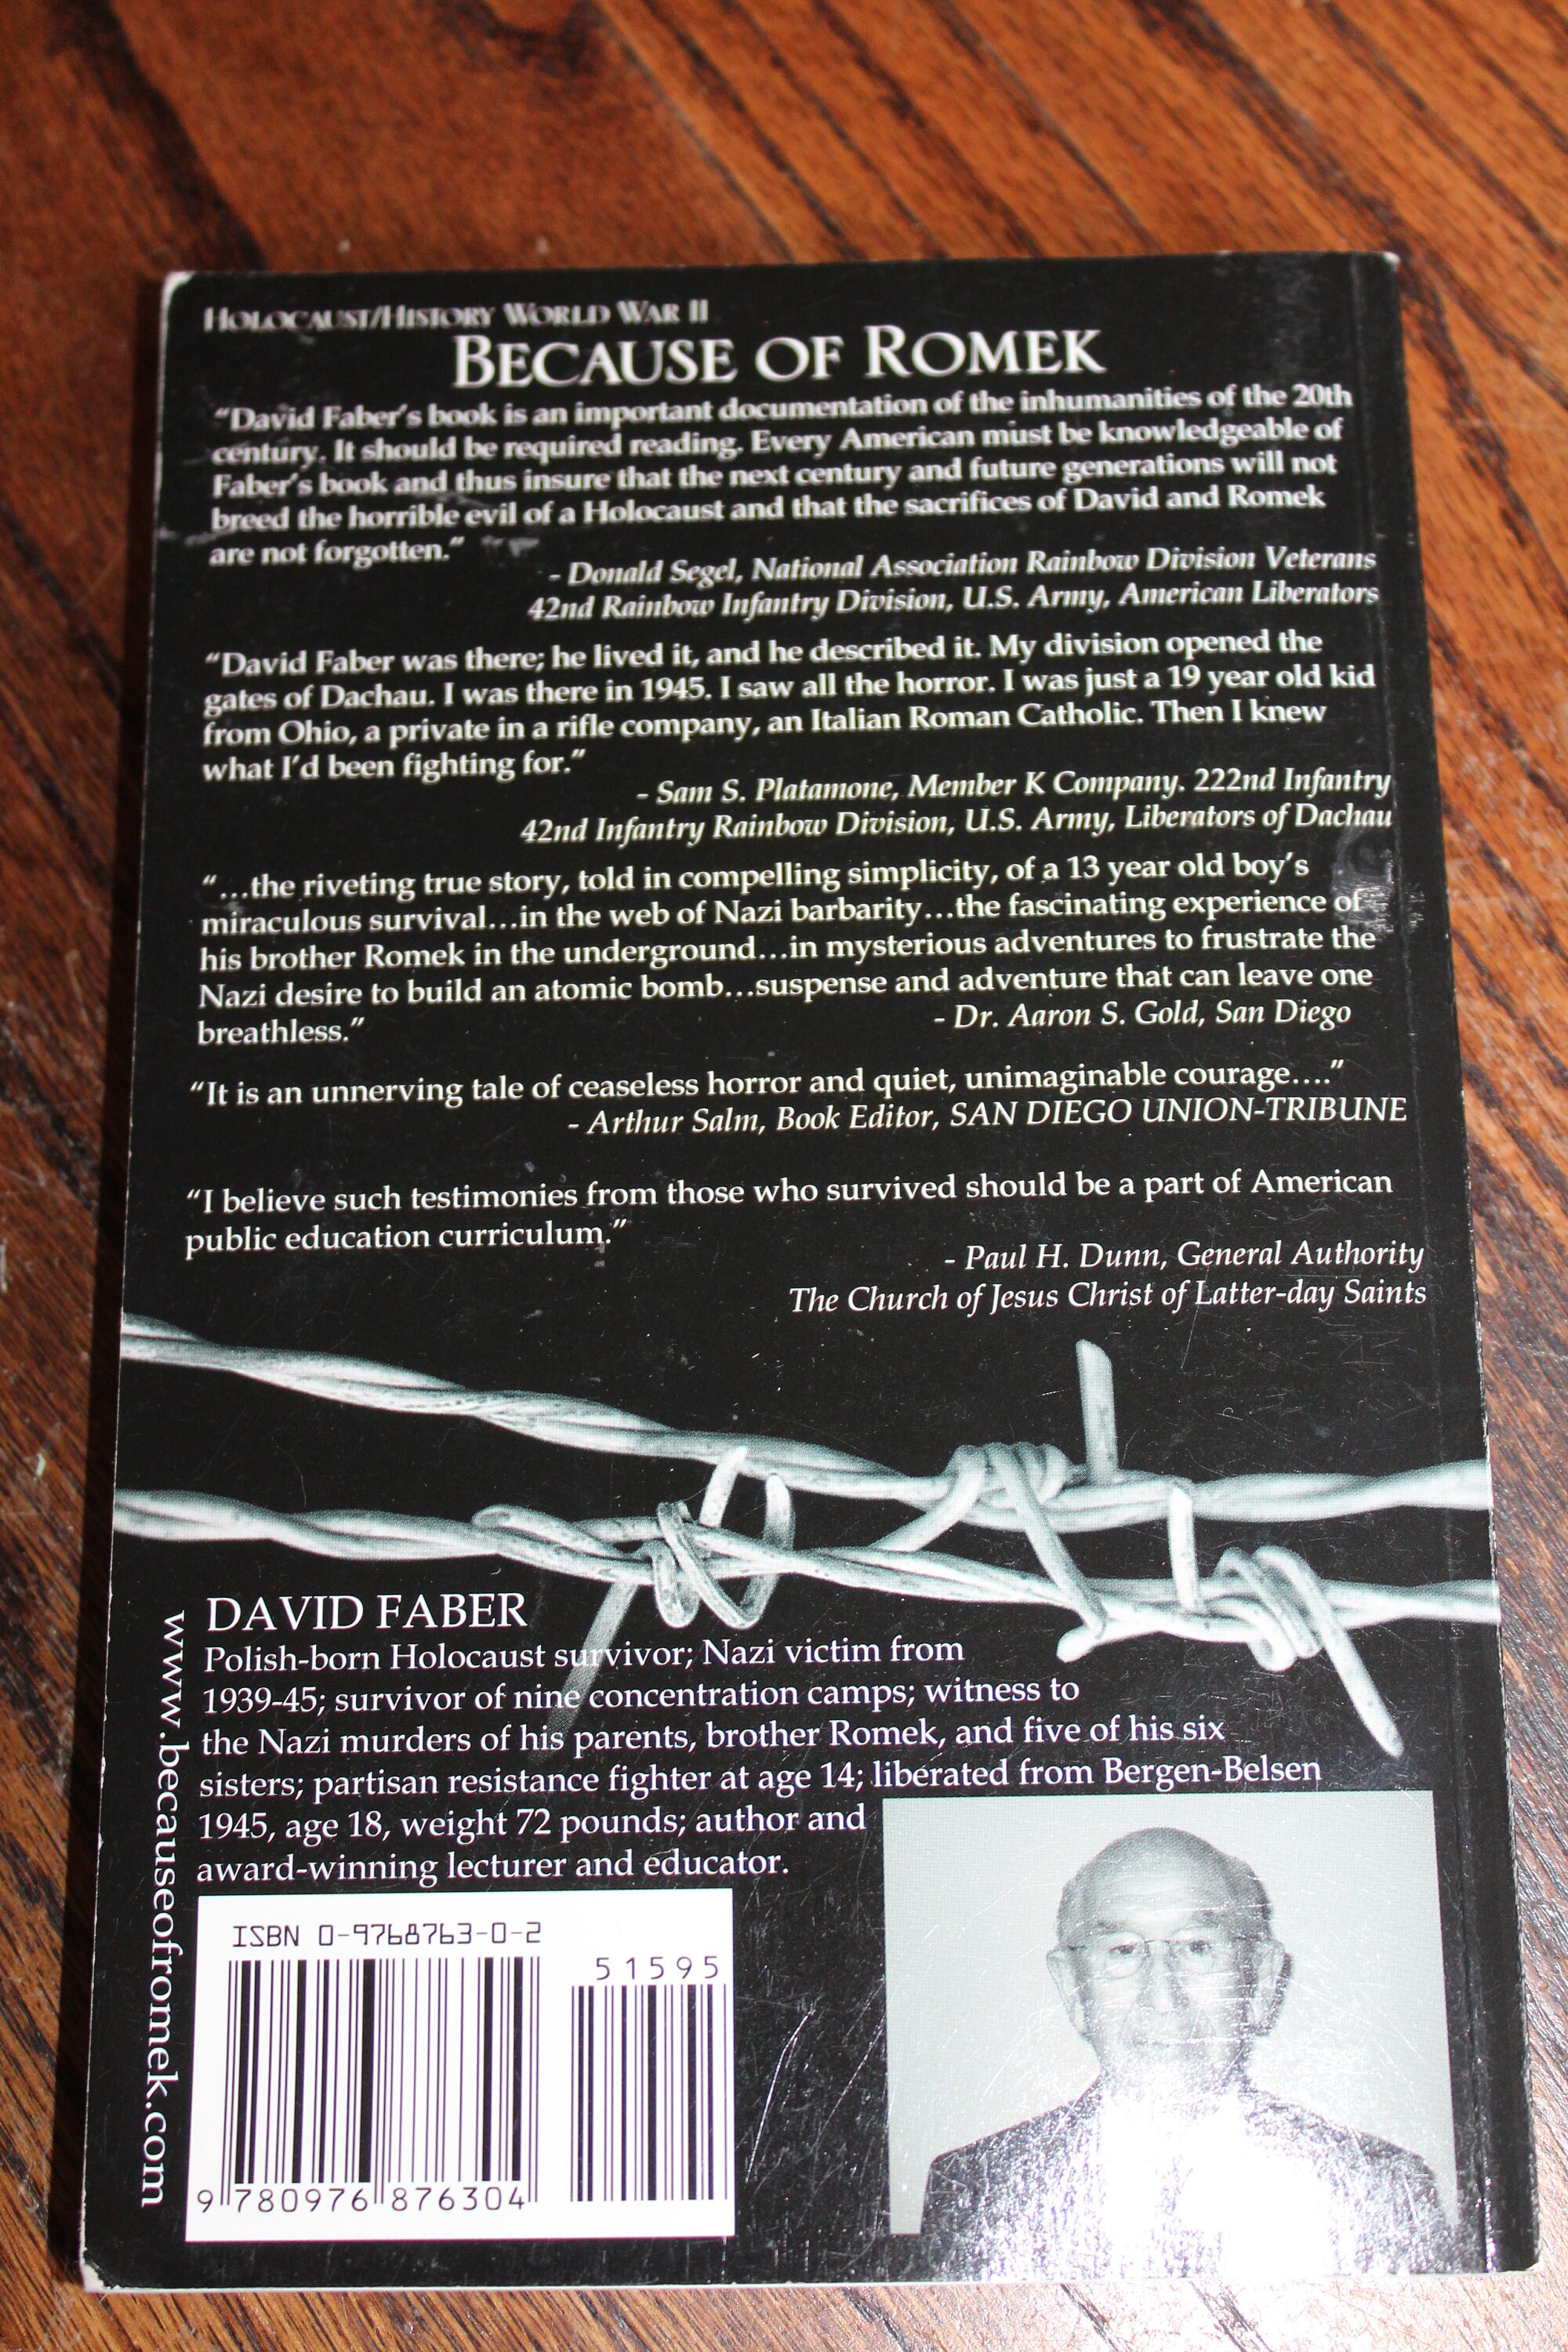 HOLOCAUST/HISTORY WORLD WAR II
BECAUSE OF ROMEK
“David Faber’s book is an important documentation of the inhumanities of the 20th
century. It should be required reading. Every American must be knowledgeable of
Faber’s book and thus insure that the next century and future generations will not
breed the horrible evil of a Holocaust and that the sacrifices of David and Romek
are not forgotten.”
- Donald Segel, National Association Rainbow Division Veterans
42nd Rainbow Infantry Division, U.S. Army, American Liberators
“David Faber was there; he lived it, and he described it. My division opened the
gates of Dachau. I was there in 1945. I saw all the horror. I was just a 19 year old kid
from Ohio, a private in a rifle company, an Italian Roman Catholic. Then I knew
what I’d been fighting for.”
- Sam S. Platamone, Member K Company. 222nd Infantry
42nd Infantry Rainbow Division, U.S. Army, Liberators of Dachau
“...the riveting true story, told in compelling simplicity, of a 13 year old boy’s
miraculous survival...in the web of Nazi barbarity...the fascinating experience of
his brother Romek in the underground...in mysterious adventures to frustrate the
Nazi desire to build an atomic bomb...suspense and adventure that can leave one
breathless.” - Dr. Aaron S. Gold, San Diego
“It is an unnerving tale of ceaseless horror and quiet, unimaginable courage....”
- Arthur Salm, Book Editor, SAN DIEGO UNION-TRIBUNE
“I believe such testimonies from those who survived should be a part of American
public education curriculum.”
- Paul H. Dunn, General Authority
The Church of Jesus Christ of Latter-day Saints
DAVID FABER
Polish-born Holocaust survivor; Nazi victim from
1939-45; survivor of nine concentration camps; witness to
the Nazi murders of his parents, brother Romek, and five of his six
sisters; partisan resistance fighter at age 14; liberated from Bergen-Belsen
1945, age 18, weight 72 pounds; author and
award-winning lecturer and educator.
www.becauseofromek.com
ISBN 0-9768763-0-2
51595
9 780976 876304